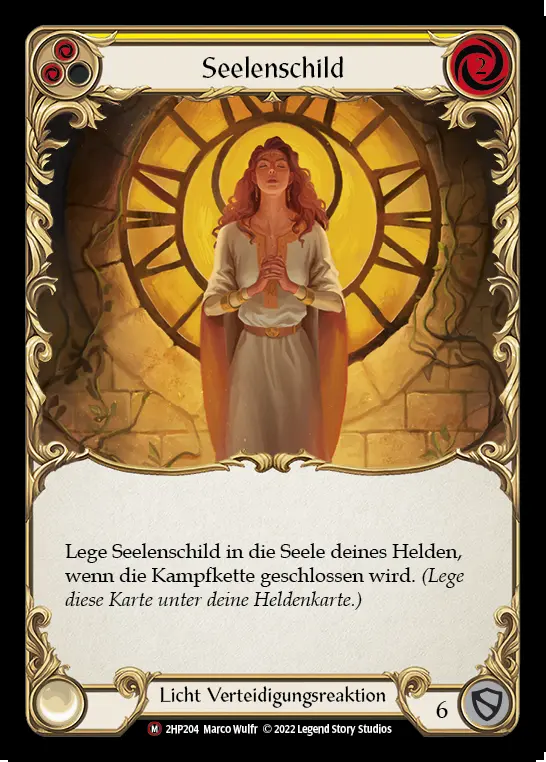 Seelenschild
2
Lege Seelenschild in die Seele deines Helden,
wenn die Kampfkette geschlossen wird. (Lege
diese Karte unter deine Heldenkarte.)
Licht Verteidigungsreaktion
6
M 2HP204 Marco Wulfr © 2022 Legend Story Studios